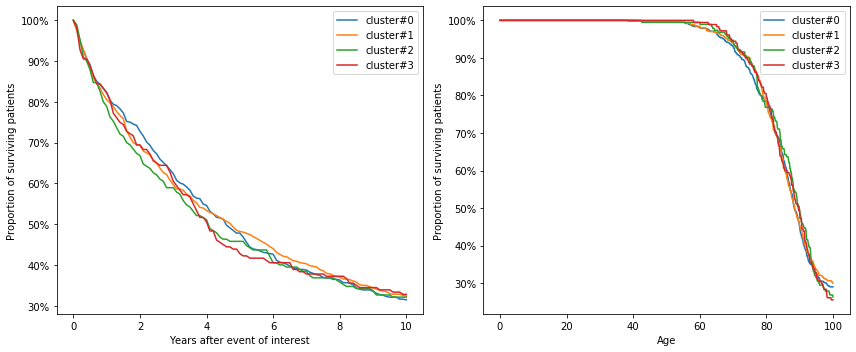 100%
90%
80%
70%
60%
50%
40%
30%
Proportion of surviving patients
0
2
4
6
8
10
Years after event of interest
cluster#0
cluster#1
cluster#2
cluster#3
100%
90%
80%
70%
60%
50%
40%
30%
Proportion of surviving patients
0
20
40
60
80
100
Age
cluster#0
cluster#1
cluster#2
cluster#3